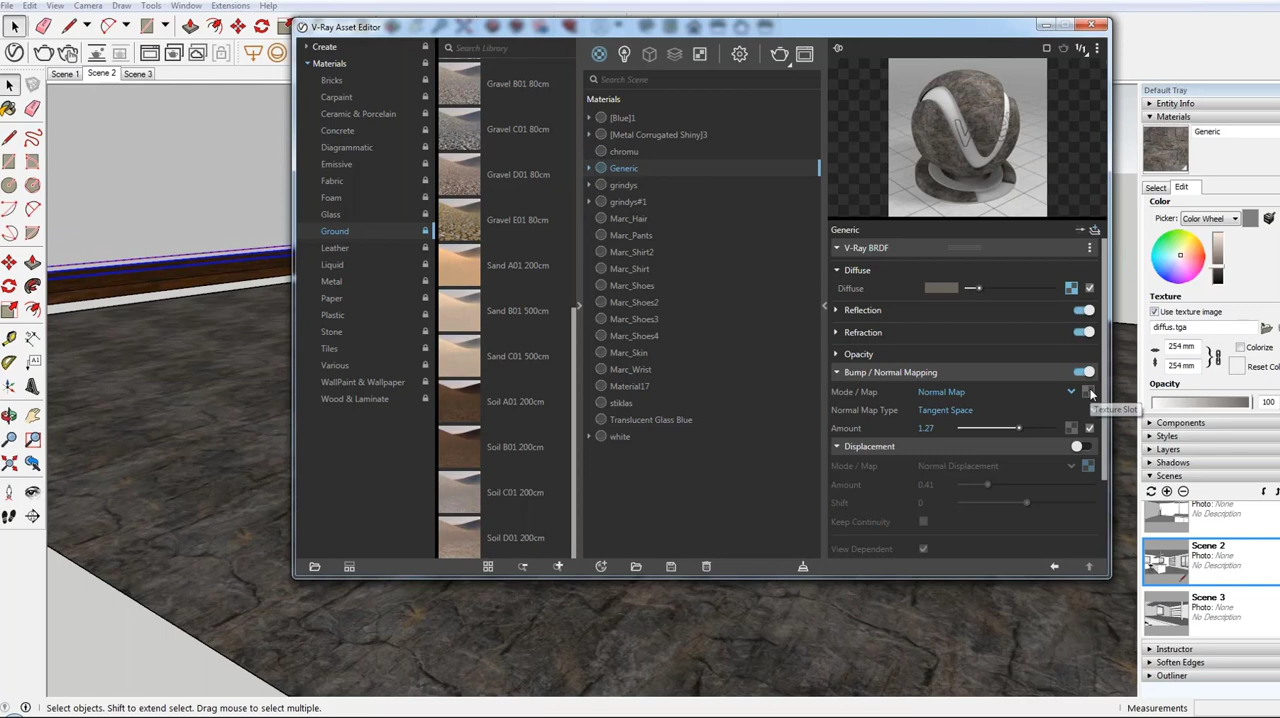 File
Edit
View
Camera
Draw
Tools
Window
Extensions
Help
V-Ray Asset Editor
Default Tray
Scene 1
Scene 2
Scene 3
Create
Materials
Bricks
Carpaint
Ceramic & Porcelain
Concrete
Diagrammatic
Emissive
Fabric
Foam
Glass
Ground
Leather
Liquid
Metal
Paper
Plastic
Stone
Tiles
Various
WallPaint & Wallpaper
Wood & Laminate
Search Library
Gravel B01 80cm
Gravel C01 80cm
Gravel D01 80cm
Gravel E01 80cm
Sand A01 200cm
Sand B01 500cm
Sand C01 500cm
Soil A01 200cm
Soil B01 200cm
Soil C01 200cm
Soil D01 200cm
Search Scene
Materials
[Blue]1
[Metal Corrugated Shiny]3
chromu
Generic
grindys
grindys#1
Marc_Hair
Marc_Pants
Marc_Shirt2
Marc_Shirt
Marc_Shoes
Marc_Shoes2
Marc_Shoes3
Marc_Shoes4
Marc_Skin
Marc_Wrist
Material17
stiklas
Translucent Glass Blue
white
1/1
Generic
V-Ray BRDF
Diffuse
Diffuse
Reflection
Refraction
Opacity
Bump / Normal Mapping
Mode / Map Normal Map
Texture Slot
Normal Map Type Tangent Space
Amount 1.27
Displacement
Mode / Map Normal Displacement
Amount 0.41
Shift 0
Keep Continuity
View Dependent
Entity Info
Materials
Generic
Select Edit
Color
Picker: Color Wheel
Texture
Use texture image
diffus.tga
254 mm
Colorize
254 mm
Reset Co
Opacity
100
Components
Styles
Layers
Shadows
Scenes
Photo: None
No Description
Scene 2
Photo: None
No Description
Scene 3
Photo: None
No Description
Instructor
Soften Edges
Outliner
Select objects. Shift to extend select. Drag mouse to select multiple.
Measurements